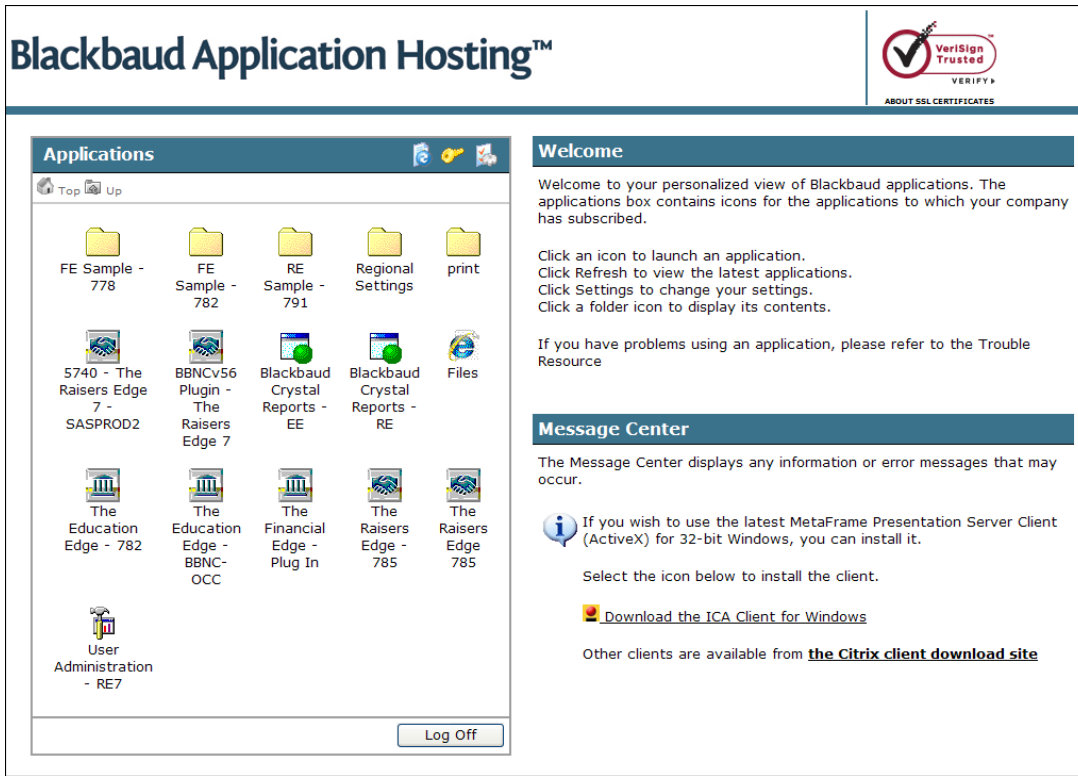 Blackbaud Application Hosting™
VeriSign
Trusted
VERIFY
ABOUT SSL CERTIFICATES
Applications
Top Up
FE Sample -
778
FE
Sample -
782
RE
Sample -
791
Regional
Settings
print
5740 - The
Raisers Edge
7 -
SASPROD2
BBNCv56
Plugin -
The
Raisers
Edge 7
Blackbaud
Crystal
Reports -
EE
Blackbaud
Crystal
Reports -
RE
Files
The
Education
Edge - 782
The
Education
Edge -
BBNC-
OCC
The
Financial
Edge -
Plug In
The
Raisers
Edge -
785
The
Raisers
Edge
785
User
Administration
- RE7
Log Off
Welcome
Welcome to your personalized view of Blackbaud applications. The
applications box contains icons for the applications to which your company
has subscribed.
Click an icon to launch an application.
Click Refresh to view the latest applications.
Click Settings to change your settings.
Click a folder icon to display its contents.
If you have problems using an application, please refer to the Trouble
Resource
Message Center
The Message Center displays any information or error messages that may
occur.
If you wish to use the latest MetaFrame Presentation Server Client
(ActiveX) for 32-bit Windows, you can install it.
Select the icon below to install the client.
Download the ICA Client for Windows
Other clients are available from the Citrix client download site